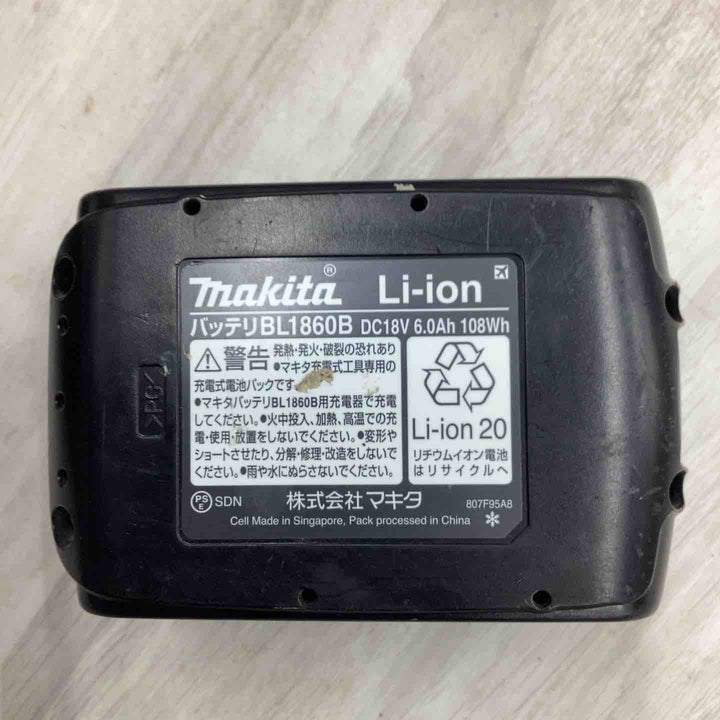 makita® Li-ion
バッテリBL1860B DC18V 6.0Ah 108Wh
警告 発熱・発火・破裂の恐れあり
●マキタ充電式工具専用の
充電式電池パックです
●マキタバッテリBL1860B用充電器で充電
してください。●火中投入、加熱、高温での充
電・使用・放置をしないでください。●変形や
ショートさせたり、分解・修理・改造をしないで
ください。●雨や水にぬらさないでください。
Li-ion 20
リチウムイオン電池
はリサイクルへ
PSE SDN 株式会社マキタ 807F95A8
Cell Made in Singapore, Pack processed in China
>PC<